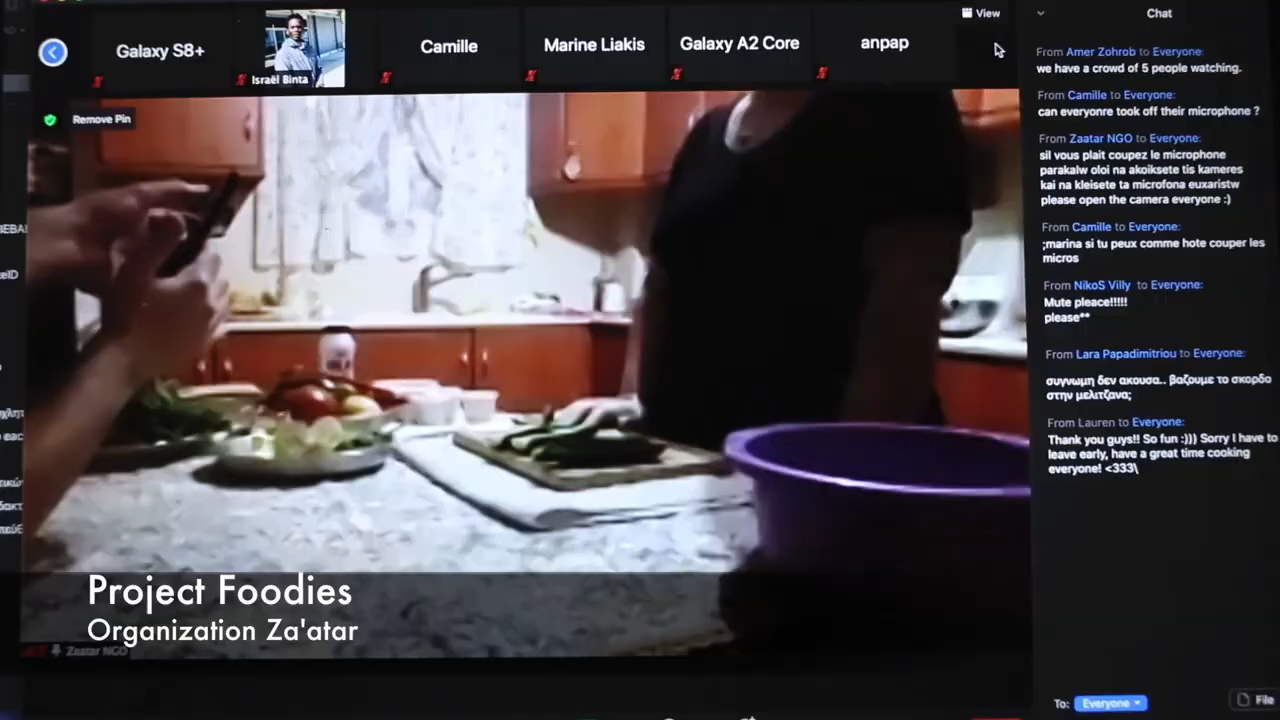 View
Chat
Galaxy S8+
Israël Binta
Camille
Marine Liakis
Galaxy A2 Core
anpap
Remove Pin
From Amer Zohrob to Everyone:
we have a crowd of 5 people watching.
From Camille to Everyone:
can everyonre took off their microphone ?
From Zaatar NGO to Everyone:
sil vous plait coupez le microphone
parakalw oloi na akoiksete tis kameres
kai na kleisete ta microfona euxaristw
please open the camera everyone :)
From Camille to Everyone:
;marina si tu peux comme hote couper les
micros
From NikoS Villy to Everyone:
Mute pleace!!!!!
please**
From Lara Papadimitriou to Everyone:
συγνωμη δεν ακουσα.. βαζουμε το σκορδο
στην μελιτζανα;
From Lauren to Everyone:
Thank you guys!! So fun :))) Sorry I have to
leave early, have a great time cooking
everyone! <333\
Project Foodies
Organization Za'atar
Zaatar NGO
To: Everyone
File